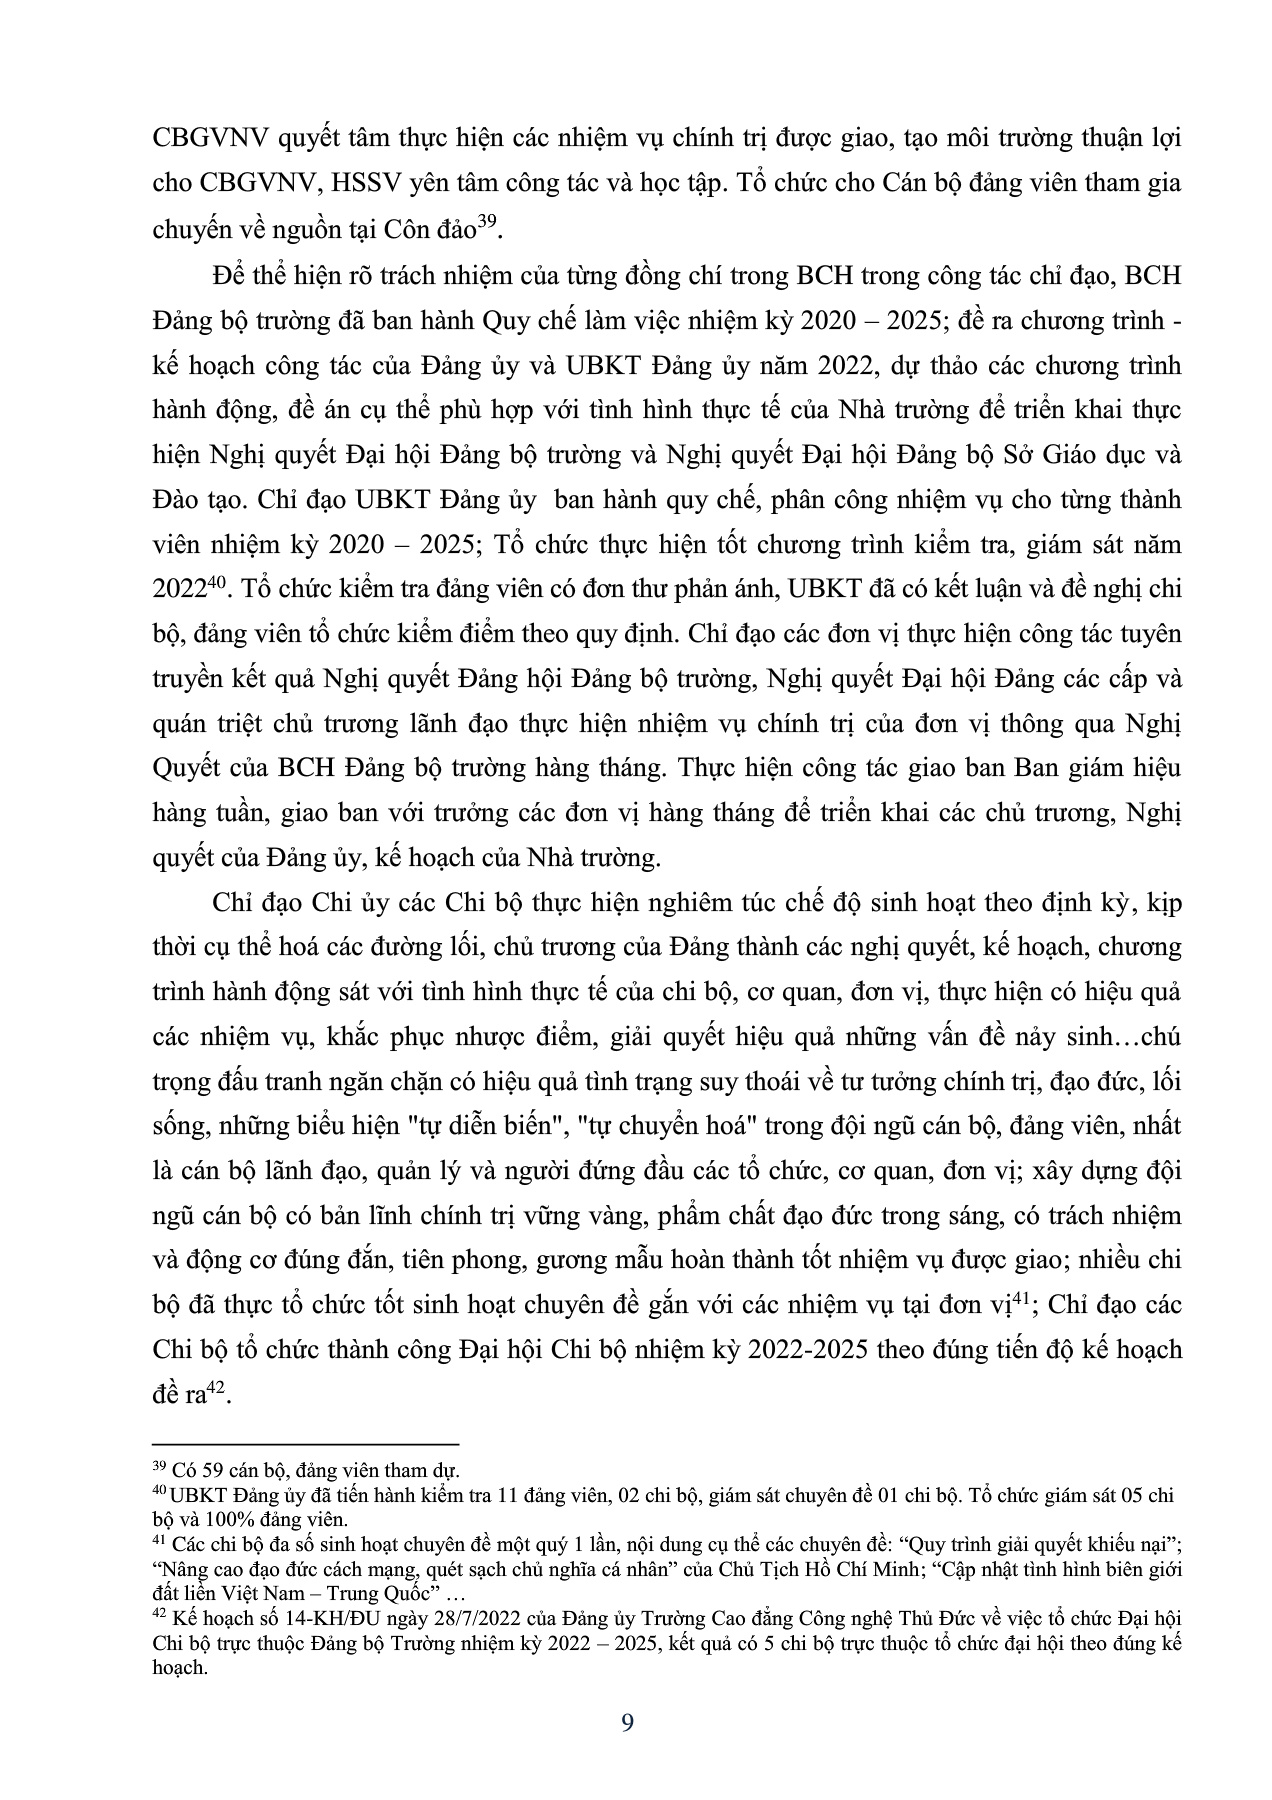 CBGVNV quyết tâm thực hiện các nhiệm vụ chính trị được giao, tạo môi trường thuận lợi
cho CBGVNV, HSSV yên tâm công tác và học tập. Tổ chức cho Cán bộ đảng viên tham gia
chuyến về nguồn tại Côn đảo³⁹.
Để thể hiện rõ trách nhiệm của từng đồng chí trong BCH trong công tác chỉ đạo, BCH
Đảng bộ trường đã ban hành Quy chế làm việc nhiệm kỳ 2020 – 2025; đề ra chương trình -
kế hoạch công tác của Đảng ủy và UBKT Đảng ủy năm 2022, dự thảo các chương trình
hành động, đề án cụ thể phù hợp với tình hình thực tế của Nhà trường để triển khai thực
hiện Nghị quyết Đại hội Đảng bộ trường và Nghị quyết Đại hội Đảng bộ Sở Giáo dục và
Đào tạo. Chỉ đạo UBKT Đảng ủy  ban hành quy chế, phân công nhiệm vụ cho từng thành
viên nhiệm kỳ 2020 – 2025; Tổ chức thực hiện tốt chương trình kiểm tra, giám sát năm
2022⁴⁰. Tổ chức kiểm tra đảng viên có đơn thư phản ánh, UBKT đã có kết luận và đề nghị chi
bộ, đảng viên tổ chức kiểm điểm theo quy định. Chỉ đạo các đơn vị thực hiện công tác tuyên
truyền kết quả Nghị quyết Đảng hội Đảng bộ trường, Nghị quyết Đại hội Đảng các cấp và
quán triệt chủ trương lãnh đạo thực hiện nhiệm vụ chính trị của đơn vị thông qua Nghị
Quyết của BCH Đảng bộ trường hàng tháng. Thực hiện công tác giao ban Ban giám hiệu
hàng tuần, giao ban với trưởng các đơn vị hàng tháng để triển khai các chủ trương, Nghị
quyết của Đảng ủy, kế hoạch của Nhà trường.
Chỉ đạo Chi ủy các Chi bộ thực hiện nghiêm túc chế độ sinh hoạt theo định kỳ, kịp
thời cụ thể hoá các đường lối, chủ trương của Đảng thành các nghị quyết, kế hoạch, chương
trình hành động sát với tình hình thực tế của chi bộ, cơ quan, đơn vị, thực hiện có hiệu quả
các nhiệm vụ, khắc phục nhược điểm, giải quyết hiệu quả những vấn đề nảy sinh…chú
trọng đấu tranh ngăn chặn có hiệu quả tình trạng suy thoái về tư tưởng chính trị, đạo đức, lối
sống, những biểu hiện "tự diễn biến", "tự chuyển hoá" trong đội ngũ cán bộ, đảng viên, nhất
là cán bộ lãnh đạo, quản lý và người đứng đầu các tổ chức, cơ quan, đơn vị; xây dựng đội
ngũ cán bộ có bản lĩnh chính trị vững vàng, phẩm chất đạo đức trong sáng, có trách nhiệm
và động cơ đúng đắn, tiên phong, gương mẫu hoàn thành tốt nhiệm vụ được giao; nhiều chi
bộ đã thực tổ chức tốt sinh hoạt chuyên đề gắn với các nhiệm vụ tại đơn vị⁴¹; Chỉ đạo các
Chi bộ tổ chức thành công Đại hội Chi bộ nhiệm kỳ 2022-2025 theo đúng tiến độ kế hoạch
đề ra⁴².
³⁹ Có 59 cán bộ, đảng viên tham dự.
⁴⁰ UBKT Đảng ủy đã tiến hành kiểm tra 11 đảng viên, 02 chi bộ, giám sát chuyên đề 01 chi bộ. Tổ chức giám sát 05 chi
bộ và 100% đảng viên.
⁴¹ Các chi bộ đa số sinh hoạt chuyên đề một quý 1 lần, nội dung cụ thể các chuyên đề: “Quy trình giải quyết khiếu nại”;
“Nâng cao đạo đức cách mạng, quét sạch chủ nghĩa cá nhân” của Chủ Tịch Hồ Chí Minh; “Cập nhật tình hình biên giới
đất liền Việt Nam – Trung Quốc” …
⁴² Kế hoạch số 14-KH/ĐU ngày 28/7/2022 của Đảng ủy Trường Cao đẳng Công nghệ Thủ Đức về việc tổ chức Đại hội
Chi bộ trực thuộc Đảng bộ Trường nhiệm kỳ 2022 – 2025, kết quả có 5 chi bộ trực thuộc tổ chức đại hội theo đúng kế
hoạch.
9